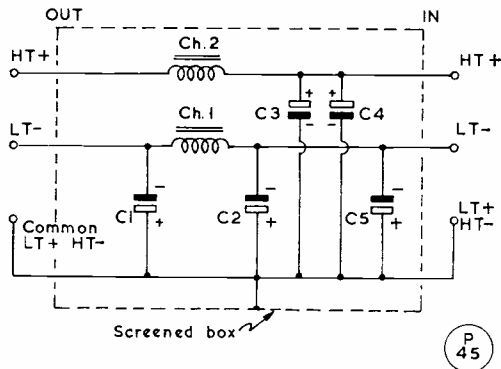 OUT
IN
HT+
Ch.2
HT+
C3
+
+
C4
-
-
LT-
Ch.1
LT-
-
C1
+
-
C2
+
-
C5
+
Common
LT+ HT-
LT+
HT-
Screened box
P
45